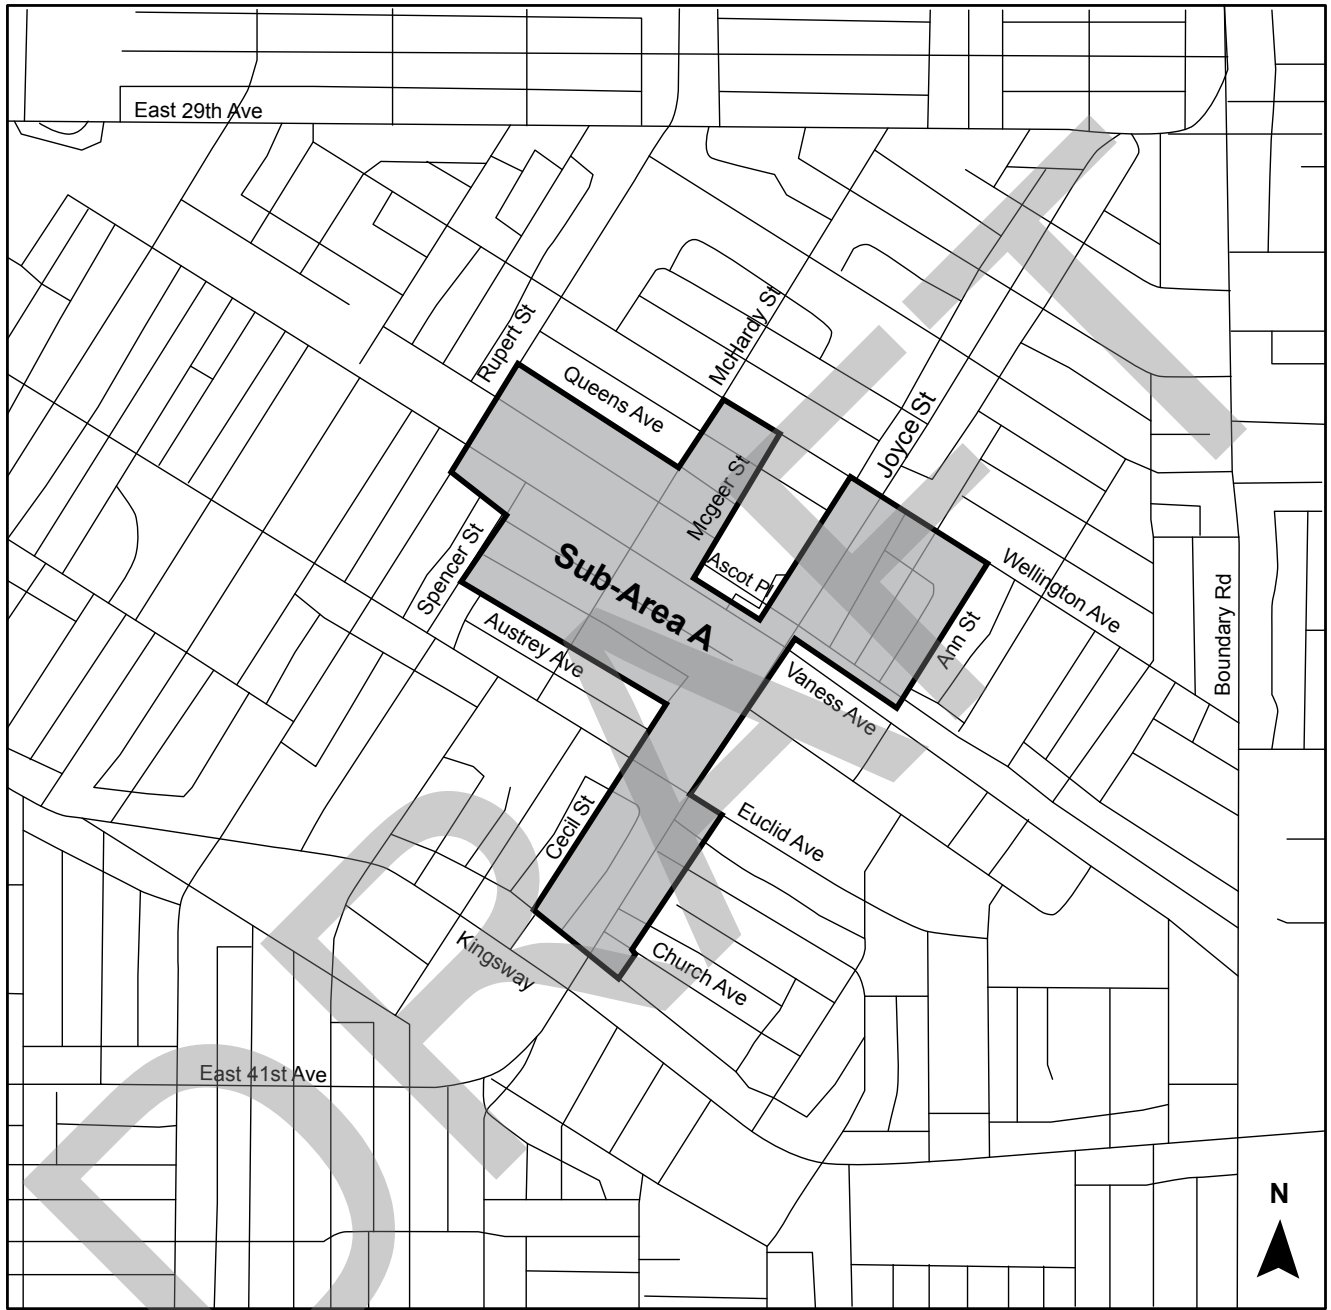 East 29th Ave
Rupert St
McHardy St
Queens Ave
Joyce St
Mcgeer St
Ascot Pl
Spencer St
Sub-Area A
Wellington Ave
Austrey Ave
Ann St
Boundary Rd
Vaness Ave
Cecil St
Euclid Ave
Kingsway
Church Ave
East 41st Ave
N
DRAFT